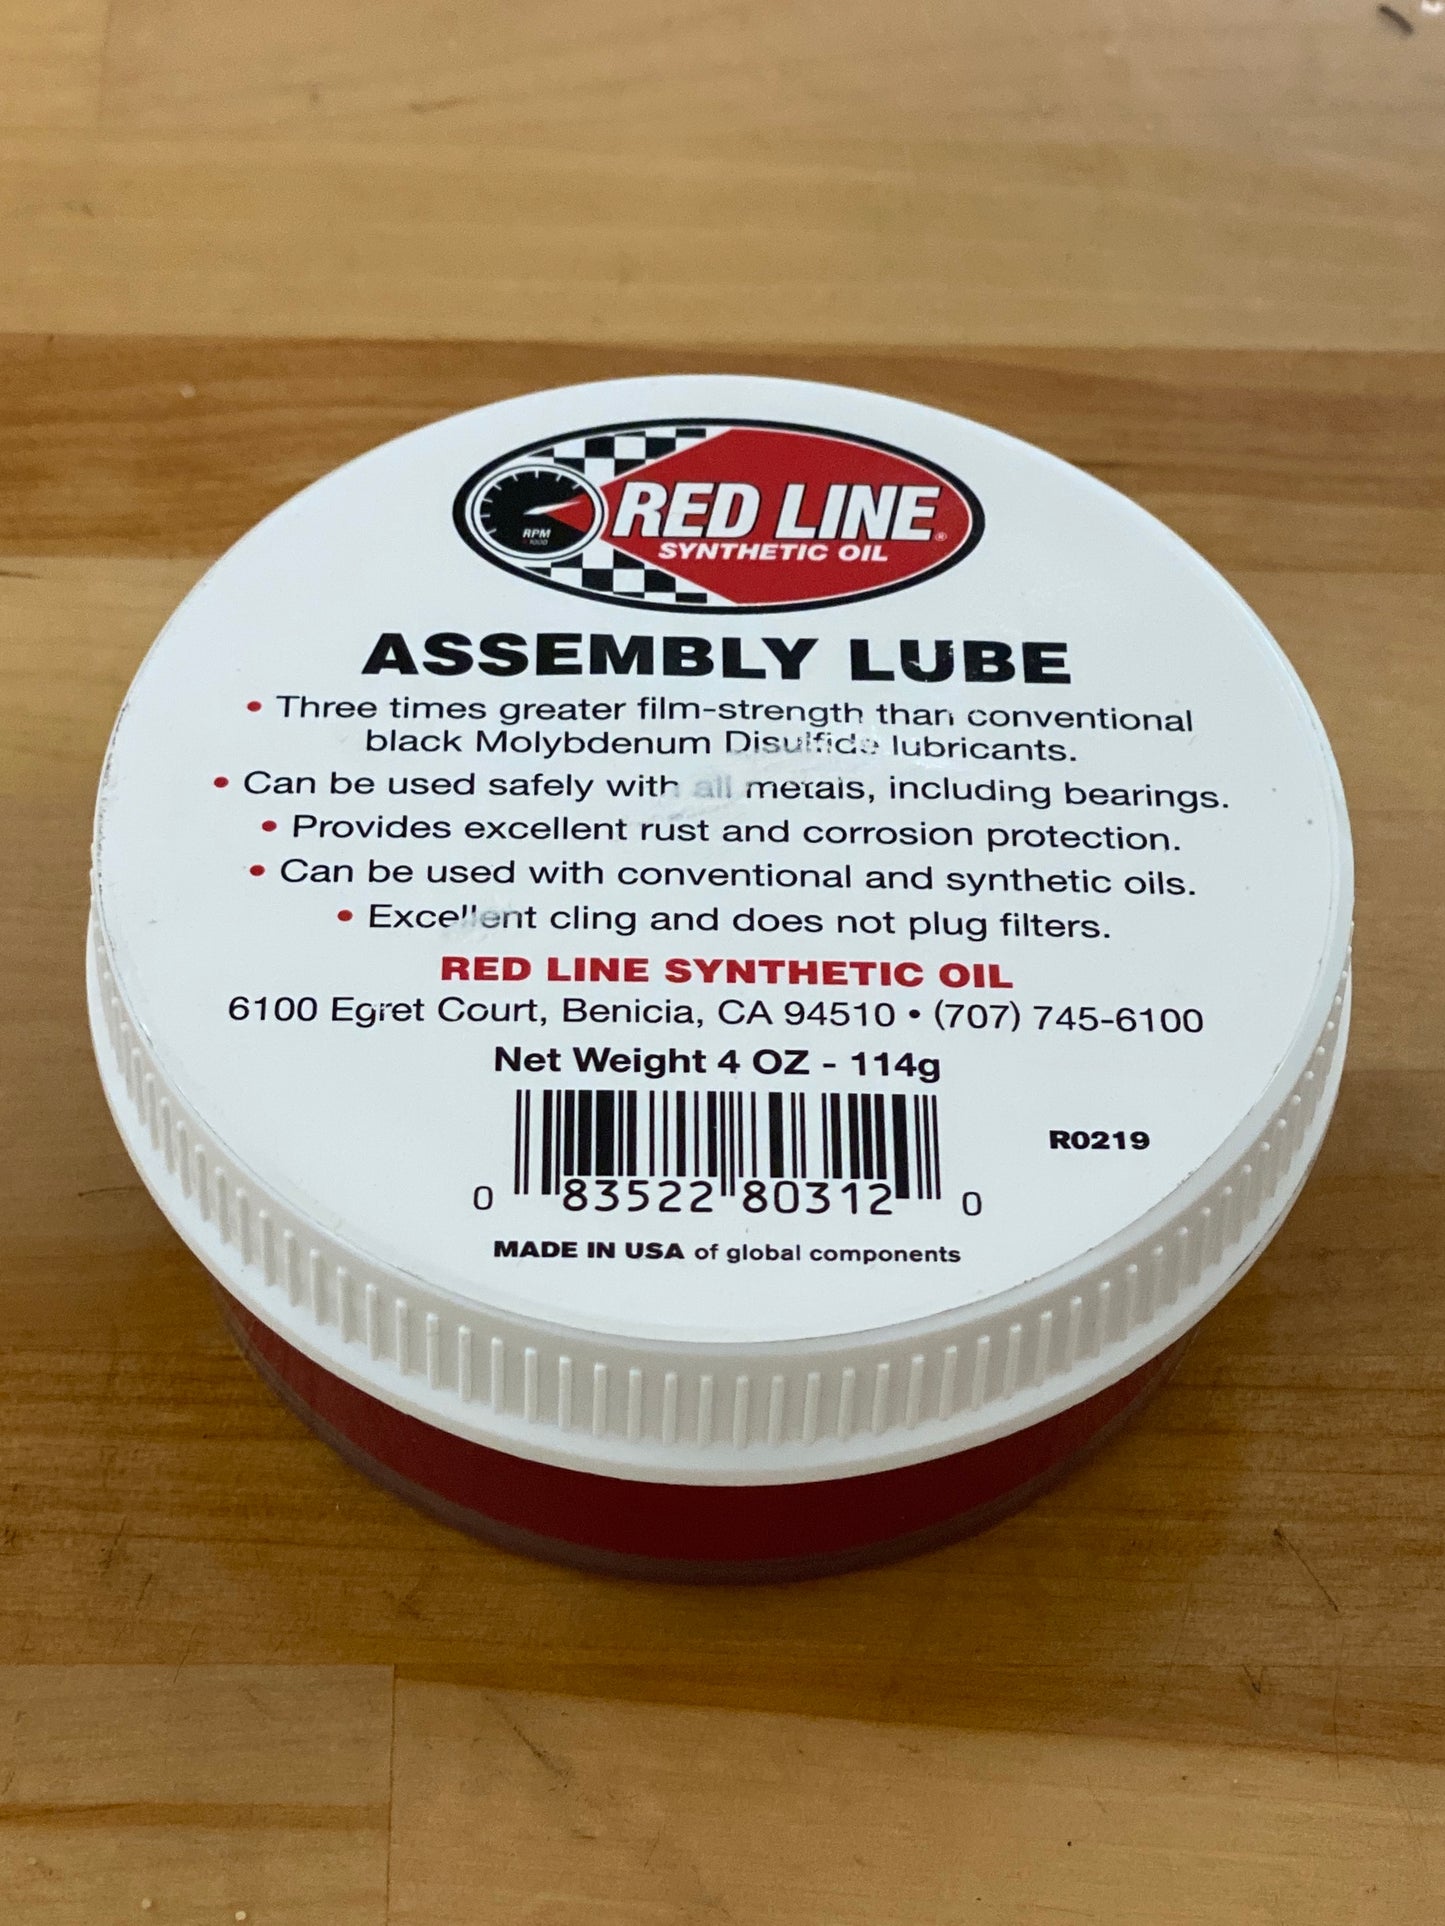 RPM
x1000
RED LINE®
SYNTHETIC OIL
ASSEMBLY LUBE
• Three times greater film-strength than conventional
black Molybdenum Disulfide lubricants.
• Can be used safely with all metals, including bearings.
• Provides excellent rust and corrosion protection.
• Can be used with conventional and synthetic oils.
• Excellent cling and does not plug filters.
RED LINE SYNTHETIC OIL
6100 Egret Court, Benicia, CA 94510 • (707) 745-6100
Net Weight 4 OZ - 114g
R0219
0 83522 80312 0
MADE IN USA of global components